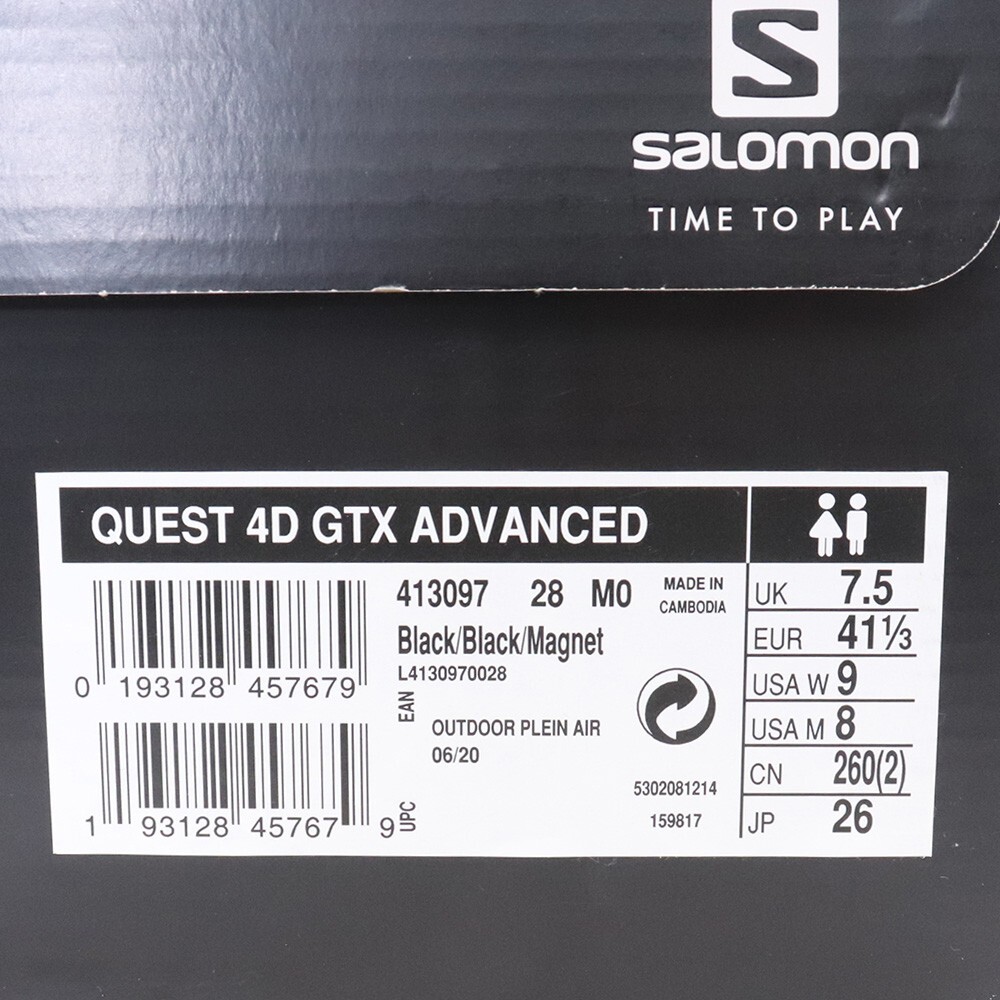 S
SALOMON
TIME TO PLAY
QUEST 4D GTX ADVANCED
413097 28 M0
MADE IN
CAMBODIA
Black/Black/Magnet
L4130970028
EAN
0 193128 457679
OUTDOOR PLEIN AIR
06/20
5302081214
159817
1 93128 45767 9
UPC
UK 7.5
EUR 41⅓
USA W 9
USA M 8
CN 260(2)
JP 26